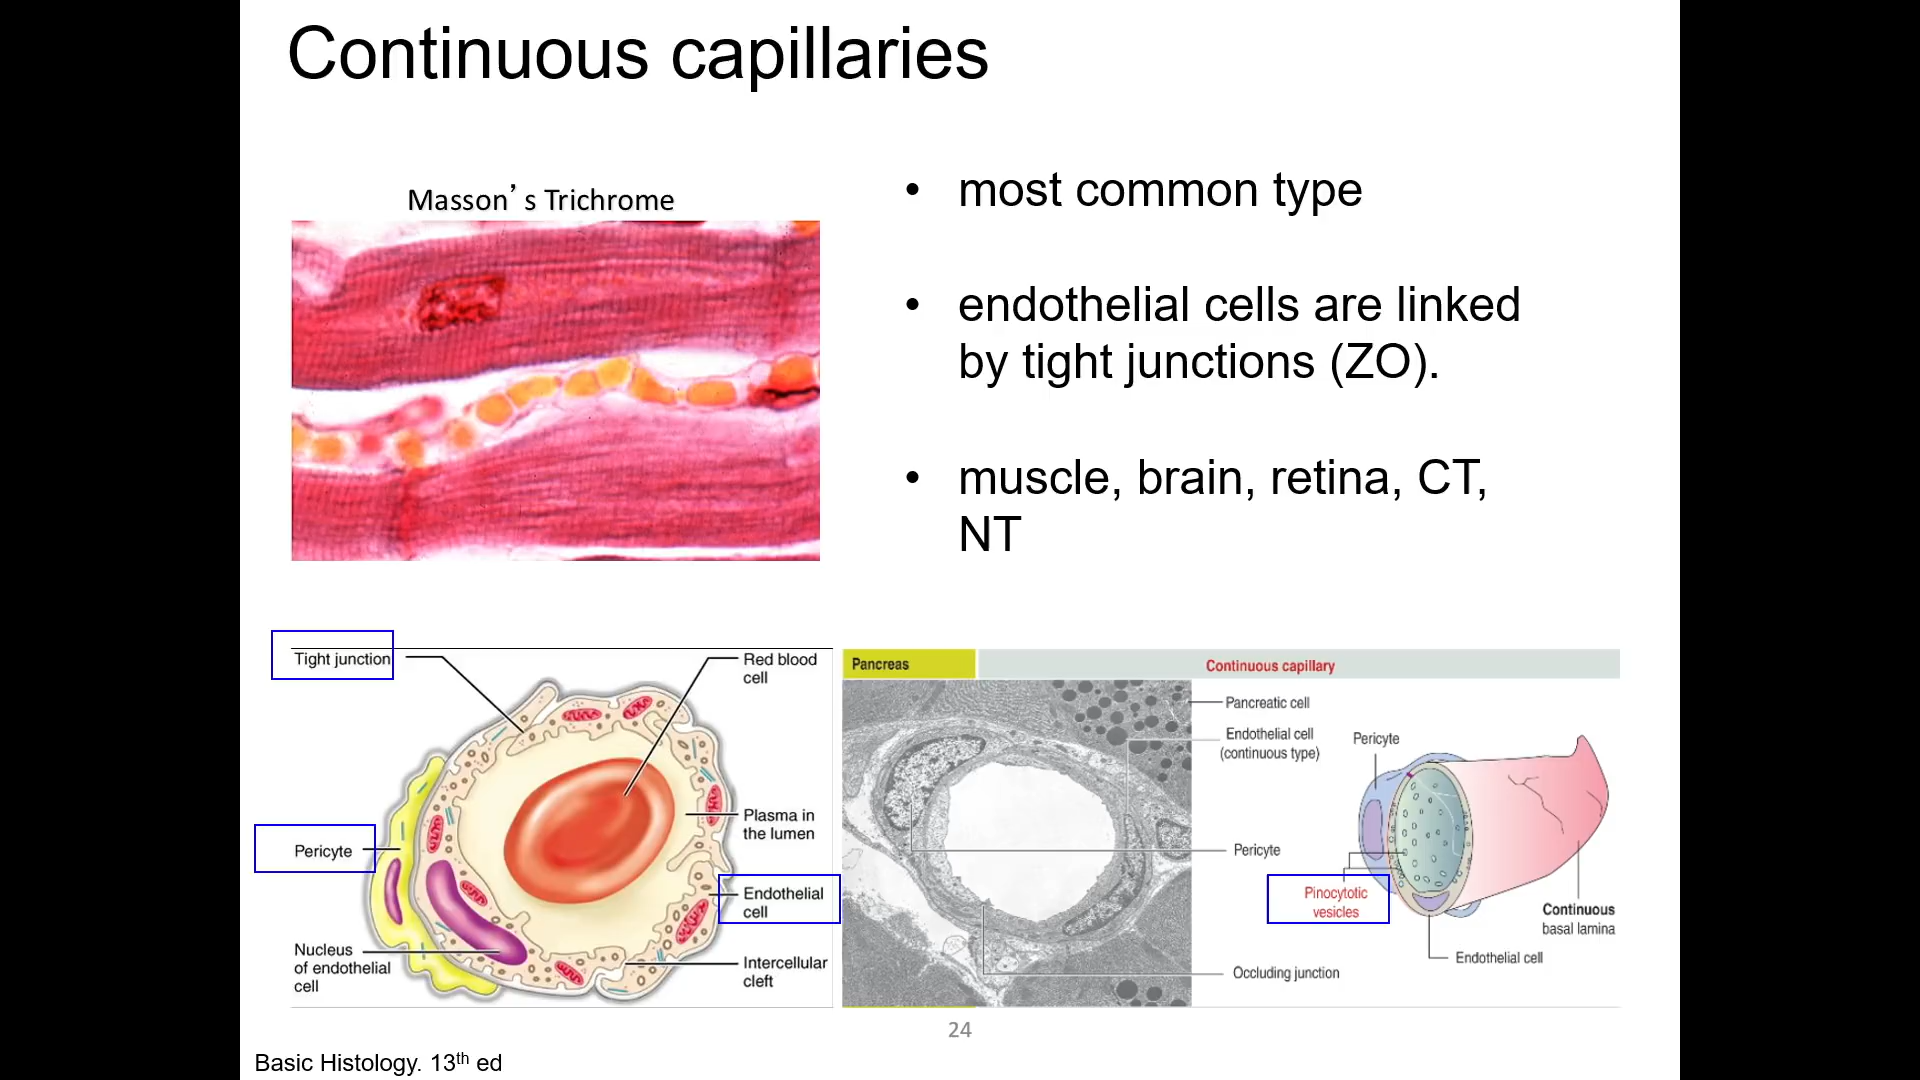 Continuous capillaries
Masson’s Trichrome
• most common type
• endothelial cells are linked
by tight junctions (ZO).
• muscle, brain, retina, CT,
NT
Tight junction
Pericyte
Nucleus
of endothelial
cell
Red blood
cell
Plasma in
the lumen
Endothelial
cell
Intercellular
cleft
Pancreas
Continuous capillary
Pancreatic cell
Endothelial cell
(continuous type)
Pericyte
Occluding junction
Pericyte
Pinocytotic
vesicles
Continuous
basal lamina
Endothelial cell
24
Basic Histology. 13th ed